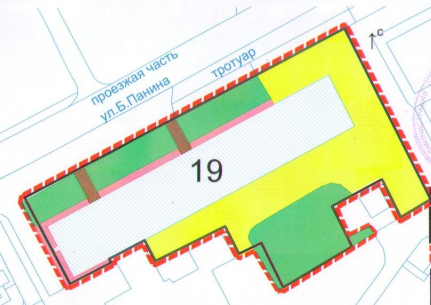 проезжая часть
ул.Б.Панина
тротуар
с
19